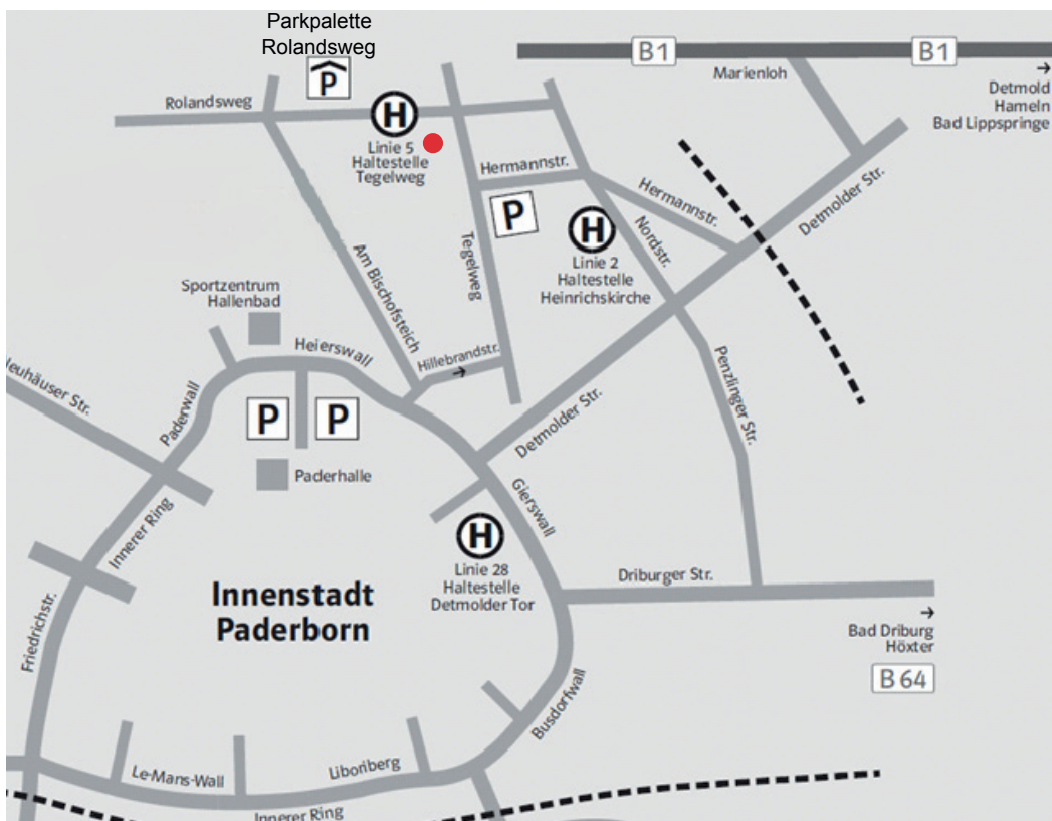 Parkpalette
Rolandsweg
P
B1
B1
Marienloh
Detmold
Hameln
Bad Lippspringe
Rolandsweg
H
Linie 5
Haltestelle
Tegelweg
Hermannstr.
Hermannstr.
Detmolder Str.
P
H
Nordstr.
Linie 2
Haltestelle
Heinrichskirche
Tegelweg
Am Bischofsteich
Sportzentrum
Hallenbad
Heierswall
Hillebrandstr.
Penzlinger Str.
Neuhäuser Str.
Paderwall
P
P
Detmolder Str.
Paderhalle
Gierswall
Innerer Ring
H
Linie 28
Haltestelle
Detmolder Tor
Driburger Str.
Innenstadt
Paderborn
Friedrichstr.
Bad Driburg
Höxter
B 64
Busdorfwall
Le-Mans-Wall
Liboriberg
Innerer Ring